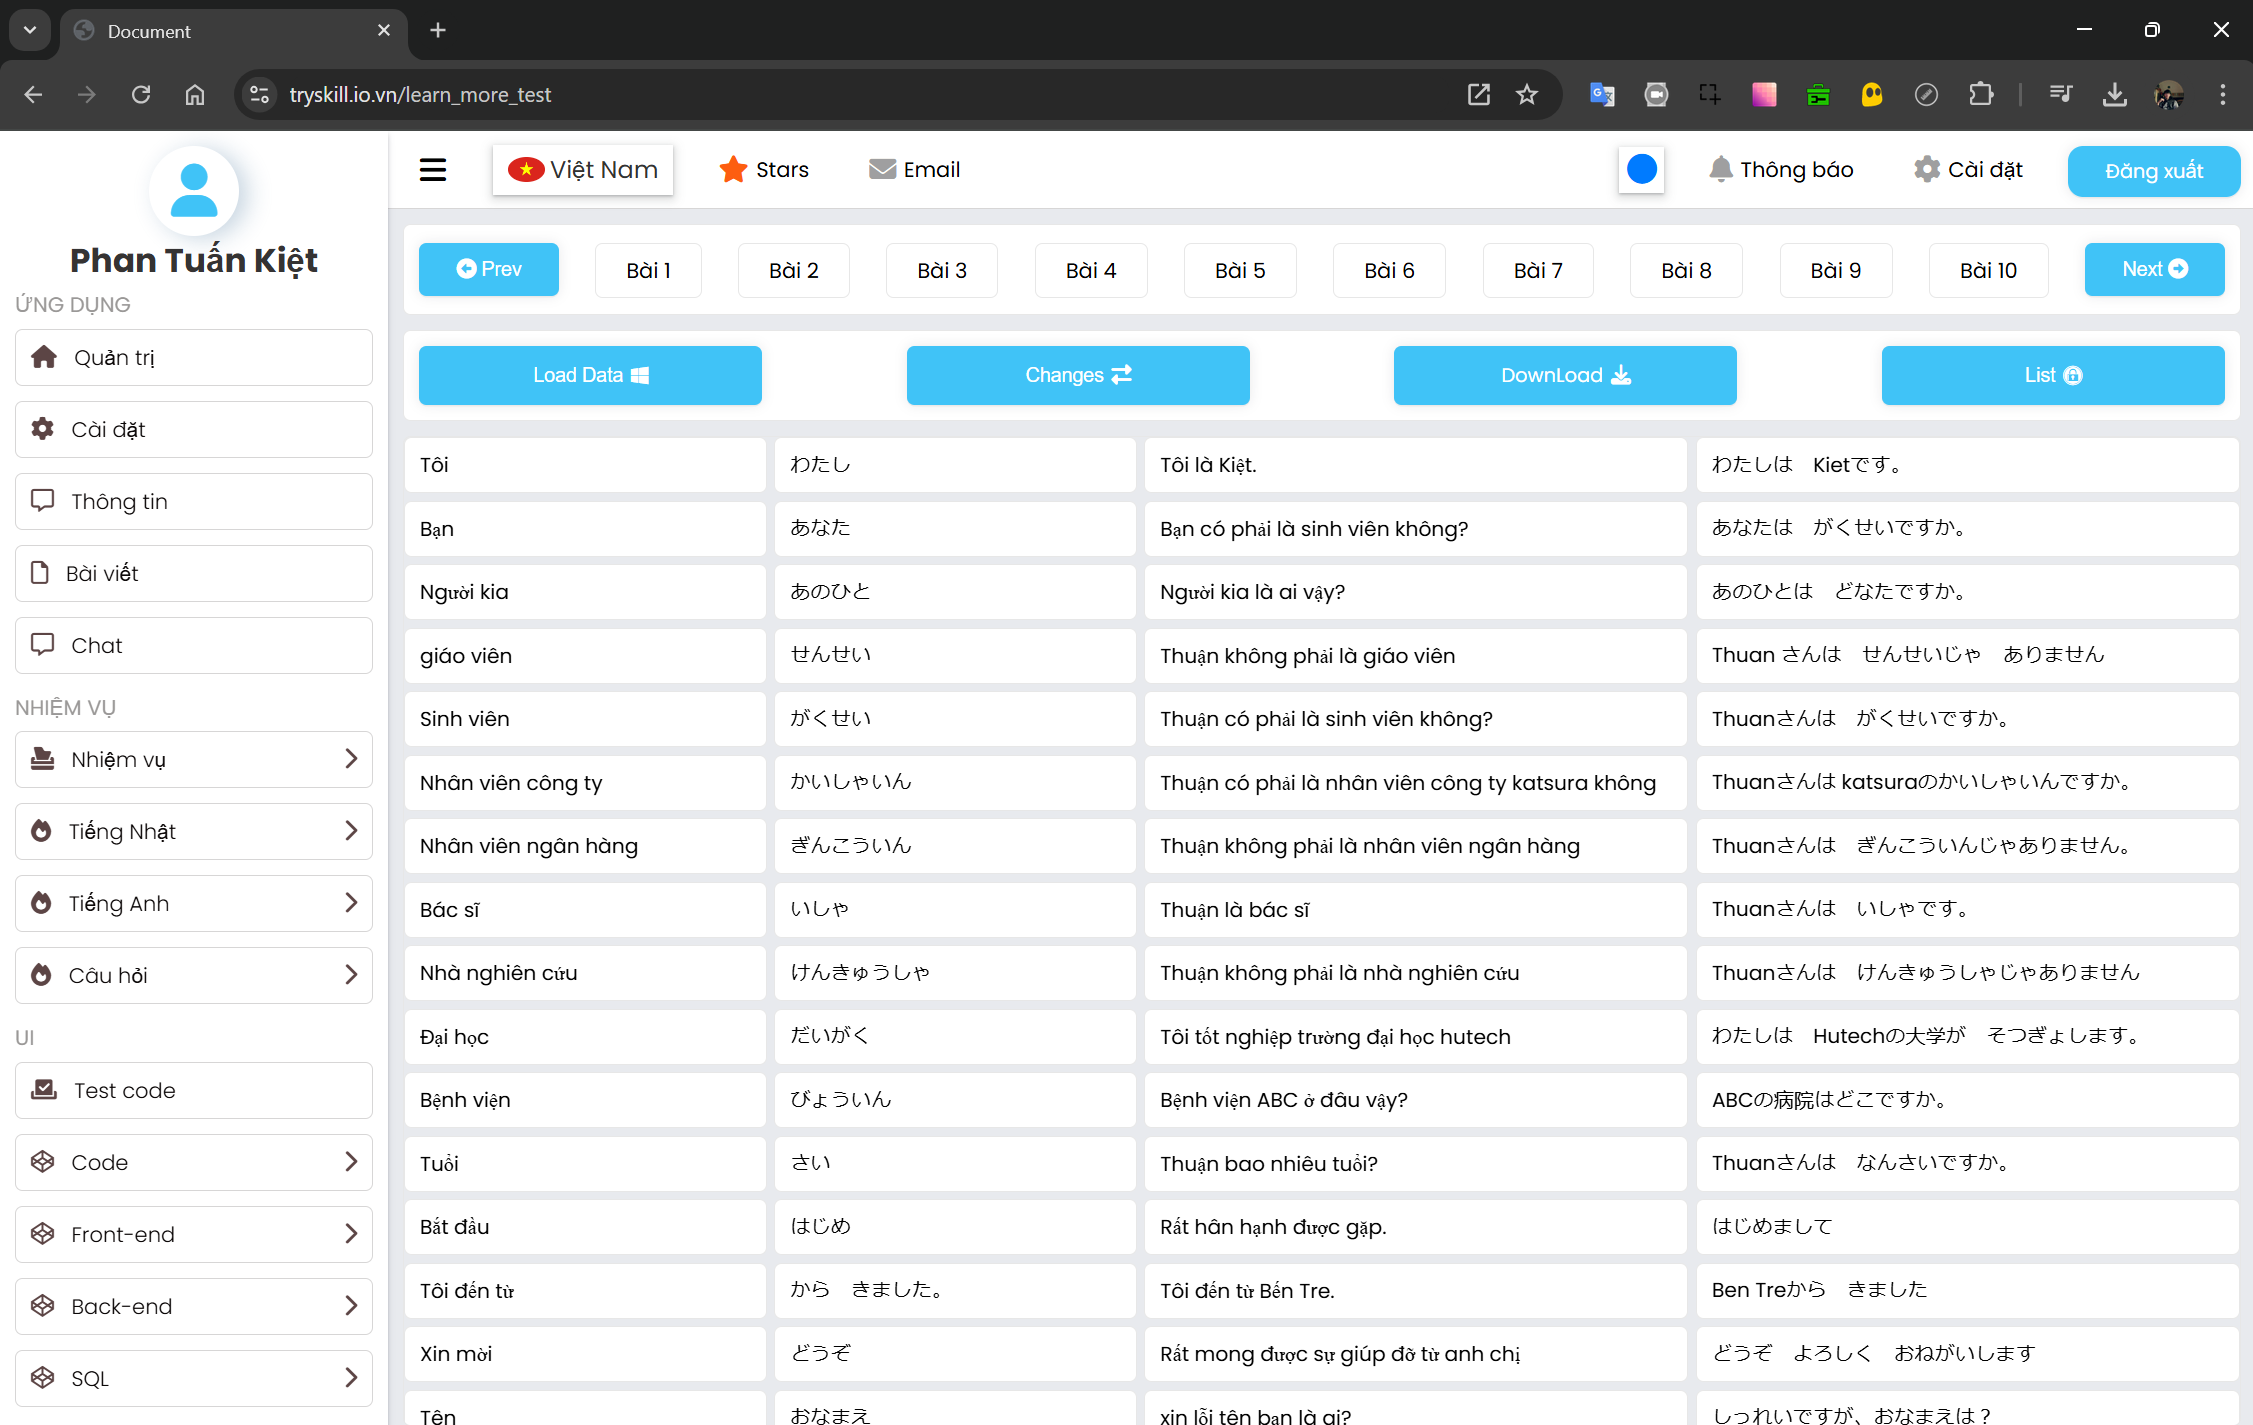 Document
tryskill.io.vn/learn_more_test
Phan Tuấn Kiệt
ỨNG DỤNG
Quản trị
Cài đặt
Thông tin
Bài viết
Chat
NHIỆM VỤ
Nhiệm vụ
Tiếng Nhật
Tiếng Anh
Câu hỏi
UI
Test code
Code
Front-end
Back-end
SQL
Việt Nam Stars Email Thông báo Cài đặt Đăng xuất
Prev Bài 1 Bài 2 Bài 3 Bài 4 Bài 5 Bài 6 Bài 7 Bài 8 Bài 9 Bài 10 Next
Load Data Changes DownLoad List
Tôi わたし Tôi là Kiệt. わたしは　Kietです。
Bạn あなた Bạn có phải là sinh viên không? あなたは　がくせいですか。
Người kia あのひと Người kia là ai vậy? あのひとは　どなたですか。
giáo viên せんせい Thuận không phải là giáo viên Thuan さんは　せんせいじゃ　ありません
Sinh viên がくせい Thuận có phải là sinh viên không? Thuanさんは　がくせいですか。
Nhân viên công ty かいしゃいん Thuận có phải là nhân viên công ty katsura không Thuanさんは katsuraのかいしゃいんですか。
Nhân viên ngân hàng ぎんこういん Thuận không phải là nhân viên ngân hàng Thuanさんは　ぎんこういんじゃありません。
Bác sĩ いしゃ Thuận là bác sĩ Thuanさんは　いしゃです。
Nhà nghiên cứu けんきゅうしゃ Thuận không phải là nhà nghiên cứu Thuanさんは　けんきゅうしゃじゃありません
Đại học だいがく Tôi tốt nghiệp trường đại học hutech わたしは　Hutechの大学が　そつぎょします。
Bệnh viện びょういん Bệnh viện ABC ở đâu vậy? ABCの病院はどこですか。
Tuổi さい Thuận bao nhiêu tuổi? Thuanさんは　なんさいですか。
Bắt đầu はじめ Rất hân hạnh được gặp. はじめまして
Tôi đến từ から　きました。 Tôi đến từ Bến Tre. Ben Treから　きました
Xin mời どうぞ Rất mong được sự giúp đỡ từ anh chị どうぞ　よろしく　おねがいします
Tên おなまえ xin lỗi tên bạn là gì? しつれいですが、おなまえは？